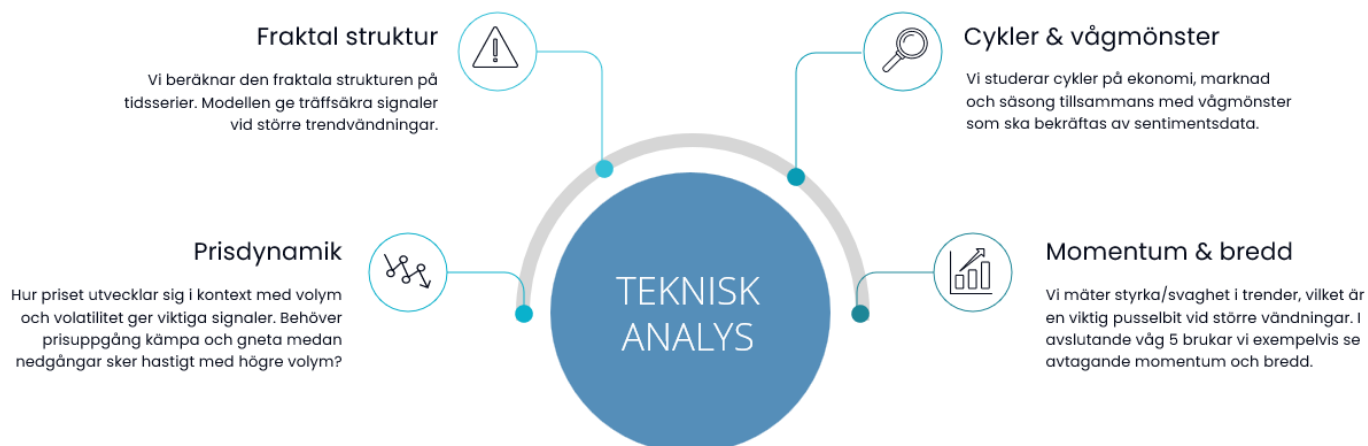 Fraktal struktur
Vi beräknar den fraktala strukturen på
tidsserier. Modellen ge träffsäkra signaler
vid större trendvändningar.
Cykler & vågmönster
Vi studerar cykler på ekonomi, marknad
och säsong tillsammans med vågmönster
som ska bekräftas av sentimentsdata.
Prisdynamik
Hur priset utvecklar sig i kontext med volym
och volatilitet ger viktiga signaler. Behöver
prisuppgång kämpa och gneta medan
nedgångar sker hastigt med högre volym?
TEKNISK
ANALYS
Momentum & bredd
Vi mäter styrka/svaghet i trender, vilket är
en viktig pusselbit vid större vändningar. I
avslutande våg 5 brukar vi exempelvis se
avtagande momentum och bredd.